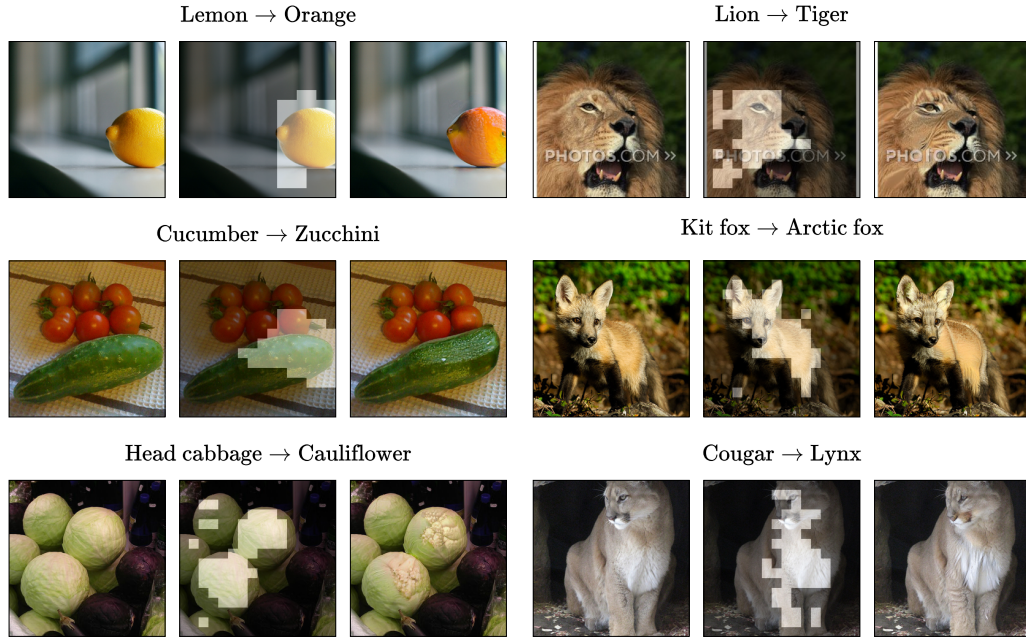 Lemon → Orange
Lion → Tiger
PHOTOS.COM »
PHOTOS.COM »
PHOTOS.COM »
Cucumber → Zucchini
Kit fox → Arctic fox
Head cabbage → Cauliflower
Cougar → Lynx